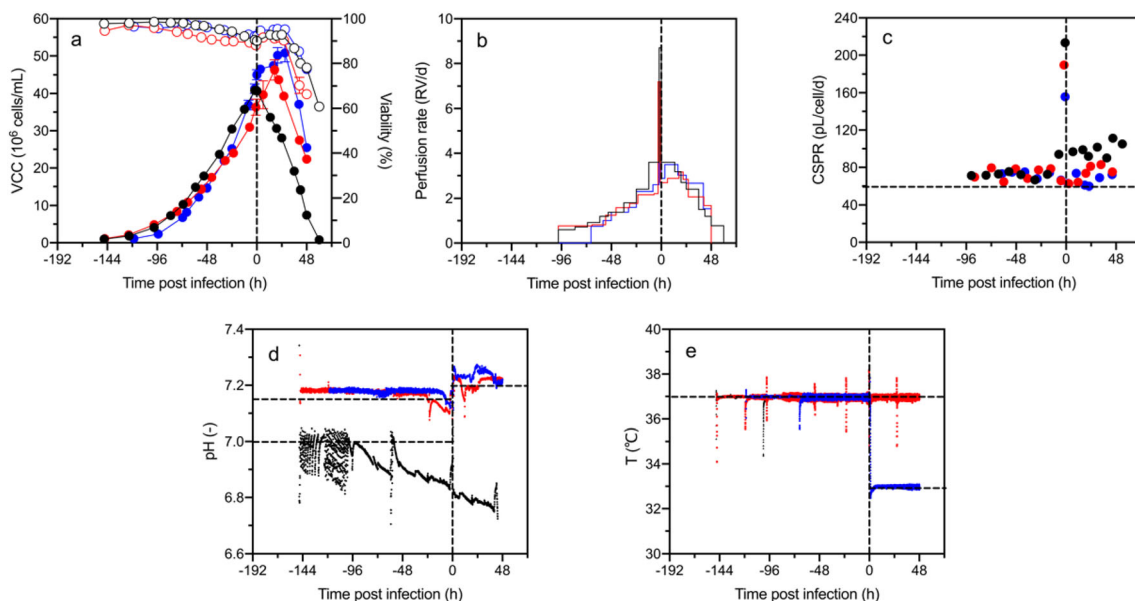 a
60
50
40
30
20
10
0
VCC (10⁶ cells/mL)
100
80
60
40
20
0
Viability (%)
-192 -144 -96 -48 0 48
Time post infection (h)
b
10
8
6
4
2
0
Perfusion rate (RV/d)
-192 -144 -96 -48 0 48
Time post infection (h)
c
240
200
160
120
80
40
0
CSPR (pL/cell/d)
-192 -144 -96 -48 0 48
Time post infection (h)
d
7.4
7.2
7.0
6.8
6.6
pH (-)
-192 -144 -96 -48 0 48
Time post infection (h)
e
40
39
36
33
30
T (℃)
-192 -144 -96 -48 0 48
Time post infection (h)